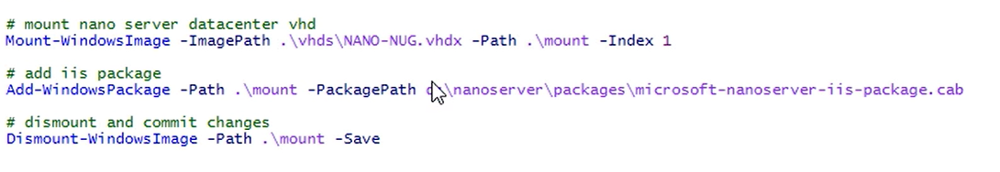 # mount nano server datacenter vhd
Mount-WindowsImage -ImagePath .\vhds\NANO-NUG.vhdx -Path .\mount -Index 1
# add iis package
Add-WindowsPackage -Path .\mount -PackagePath d:\nanoserver\packages\microsoft-nanoserver-iis-package.cab
# dismount and commit changes
Dismount-WindowsImage -Path .\mount -Save